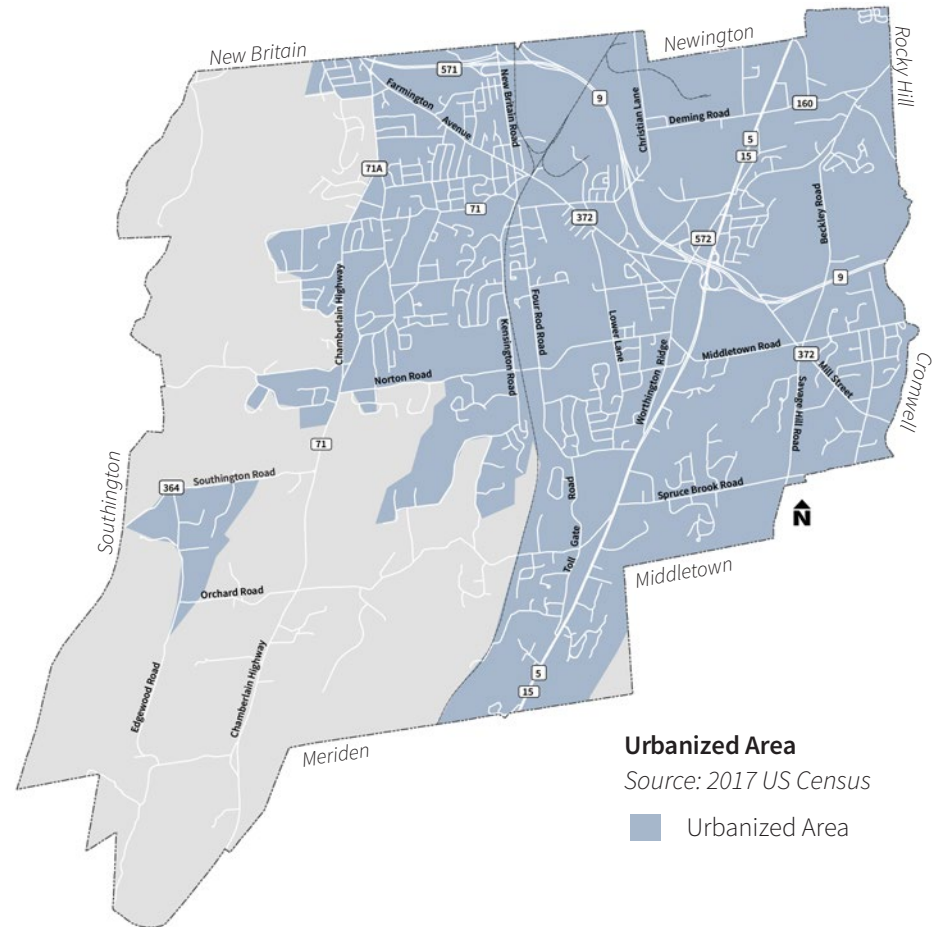 New Britain
Newington
Rocky Hill
571
9
Farmington Avenue
New Britain Road
Christian Lane
Deming Road
160
5
15
71A
71
372
572
Beckley Road
9
Chamberlain Highway
Kensington Road
Four Rod Road
Lower Lane
Worthington Ridge
Middletown Road
372
Mill Street
Savage Hill Road
Cromwell
Norton Road
71
Southington
364
Southington Road
Toll Gate Road
Spruce Brook Road
N
Middletown
Orchard Road
Edgewood Road
Chamberlain Highway
5
15
Meriden
Urbanized Area
Source: 2017 US Census
Urbanized Area